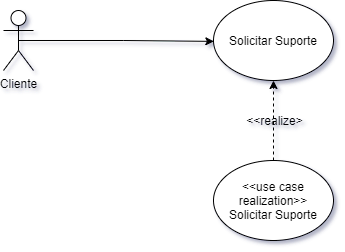 Solicitar Suporte
Cliente
<<realize>
<<use case
realization>>
Solicitar Suporte